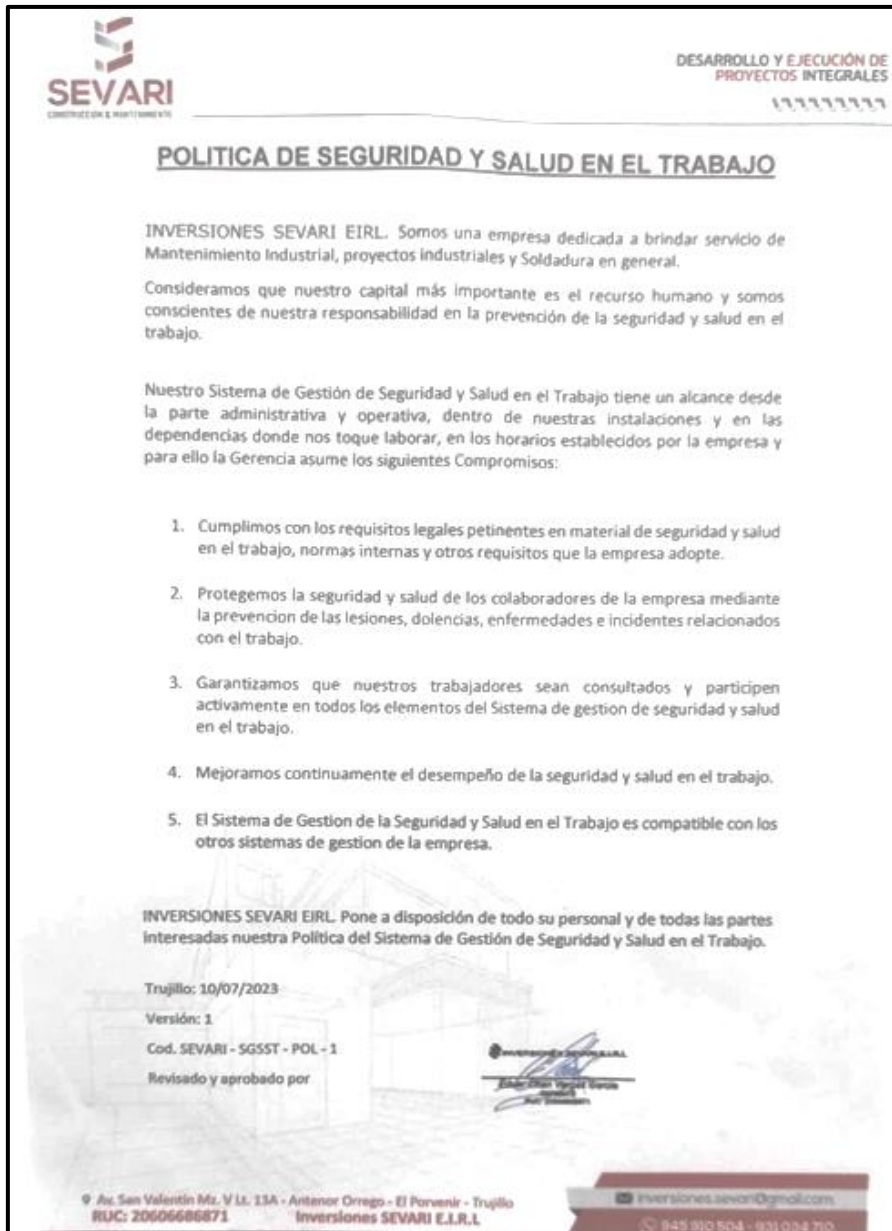 SEVARI
CONSTRUCCIÓN & MANTENIMIENTO
DESARROLLO Y EJECUCIÓN DE
PROYECTOS INTEGRALES
POLITICA DE SEGURIDAD Y SALUD EN EL TRABAJO
INVERSIONES SEVARI EIRL. Somos una empresa dedicada a brindar servicio de
Mantenimiento Industrial, proyectos industriales y Soldadura en general.
Consideramos que nuestro capital más importante es el recurso humano y somos
conscientes de nuestra responsabilidad en la prevención de la seguridad y salud en el
trabajo.
Nuestro Sistema de Gestión de Seguridad y Salud en el Trabajo tiene un alcance desde
la parte administrativa y operativa, dentro de nuestras instalaciones y en las
dependencias donde nos toque laborar, en los horarios establecidos por la empresa y
para ello la Gerencia asume los siguientes Compromisos:
1. Cumplimos con los requisitos legales petinentes en material de seguridad y salud
en el trabajo, normas internas y otros requisitos que la empresa adopte.
2. Protegemos la seguridad y salud de los colaboradores de la empresa mediante
la prevencion de las lesiones, dolencias, enfermedades e incidentes relacionados
con el trabajo.
3. Garantizamos que nuestros trabajadores sean consultados y participen
activamente en todos los elementos del Sistema de gestion de seguridad y salud
en el trabajo.
4. Mejoramos continuamente el desempeño de la seguridad y salud en el trabajo.
5. El Sistema de Gestion de la Seguridad y Salud en el Trabajo es compatible con los
otros sistemas de gestion de la empresa.
INVERSIONES SEVARI EIRL. Pone a disposición de todo su personal y de todas las partes
interesadas nuestra Política del Sistema de Gestión de Seguridad y Salud en el Trabajo.
Trujillo: 10/07/2023
Versión: 1
Cod. SEVARI - SGSST - POL - 1
Revisado y aprobado por
INVERSIONES SEVARI E.I.R.L
Av. San Valentín Mz. V Lt. 13A - Antenor Orrego - El Porvenir - Trujillo
RUC: 20606686871 Inversiones SEVARI E.I.R.L
inversiones.sevari@gmail.com
945 910 504 - 931 024 210